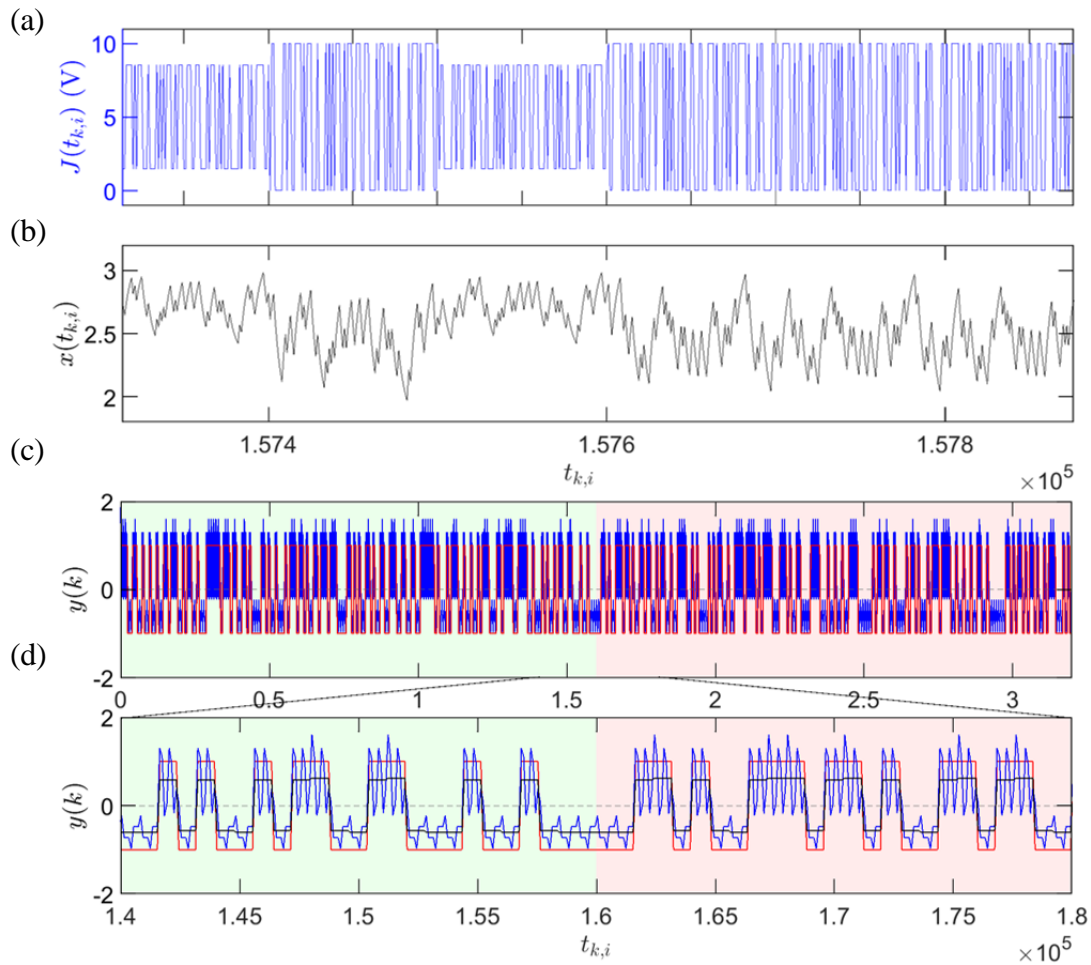 (a)
10
5
0
J(t_{k,i}) (V)
(b)
3
2.5
2
x(t_{k,i})
1.574 1.576 1.578
t_{k,i}
×10^5
(c)
2
0
-2
y(k)
0 0.5 1 1.5 2 2.5 3
(d)
2
0
-2
y(k)
1.4 1.45 1.5 1.55 1.6 1.65 1.7 1.75 1.8
t_{k,i}
×10^5